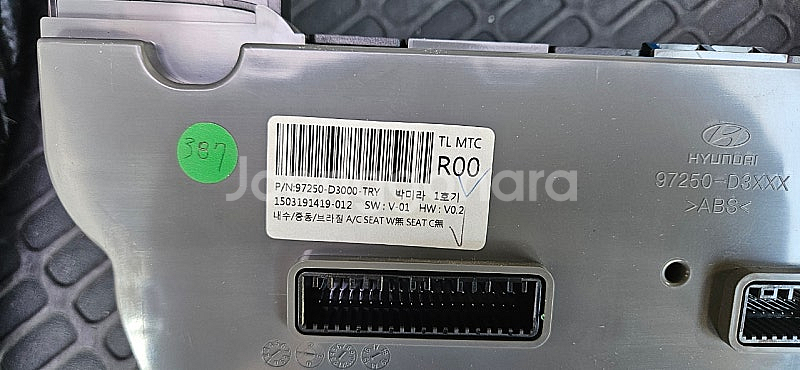 387
TL MTC
R00
P/N:97250-D3000-TRY 박미라 1호기
1503191419-012 SW : V-01 HW : V0.2
내수/중동/브라질 A/C SEAT W無 SEAT C無
HYUNDAI
97250-D3XXX
>ABS<